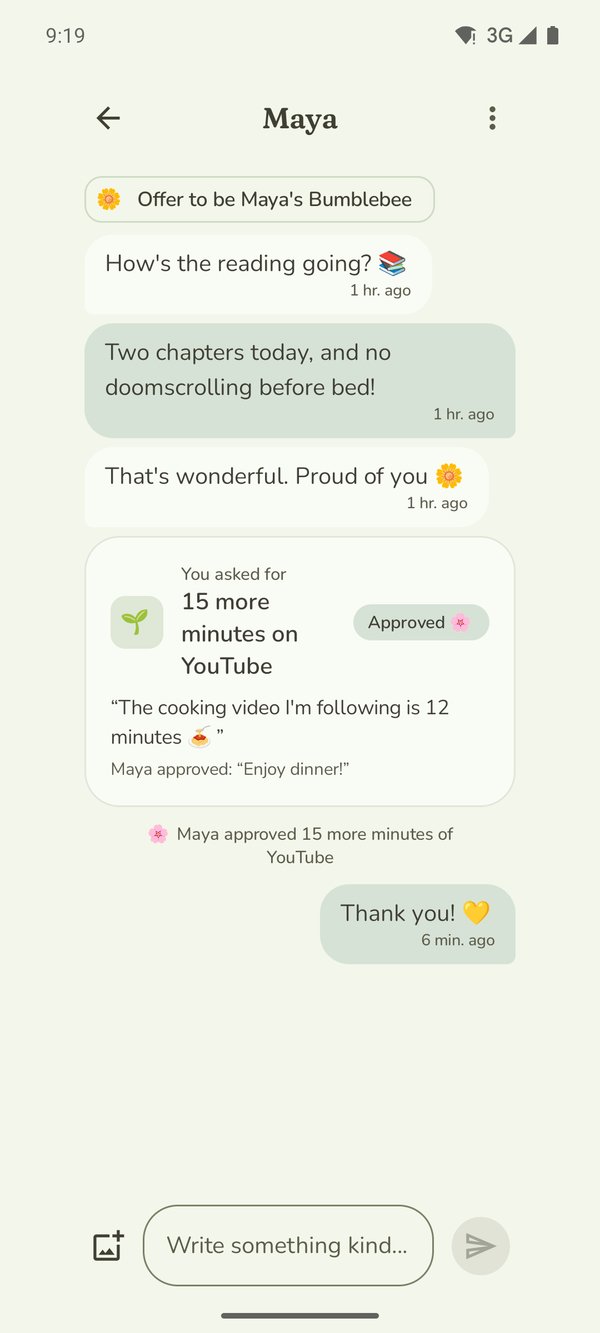 9:19
3G
Maya
🌼 Offer to be Maya's Bumblebee
How's the reading going? 📚
1 hr. ago
Two chapters today, and no
doomscrolling before bed!
1 hr. ago
That's wonderful. Proud of you 🌼
1 hr. ago
You asked for
15 more
minutes on
YouTube
Approved 🌸
“The cooking video I'm following is 12
minutes 🍝 ”
Maya approved: “Enjoy dinner!”
🌸 Maya approved 15 more minutes of
YouTube
Thank you! 💛
6 min. ago
Write something kind...